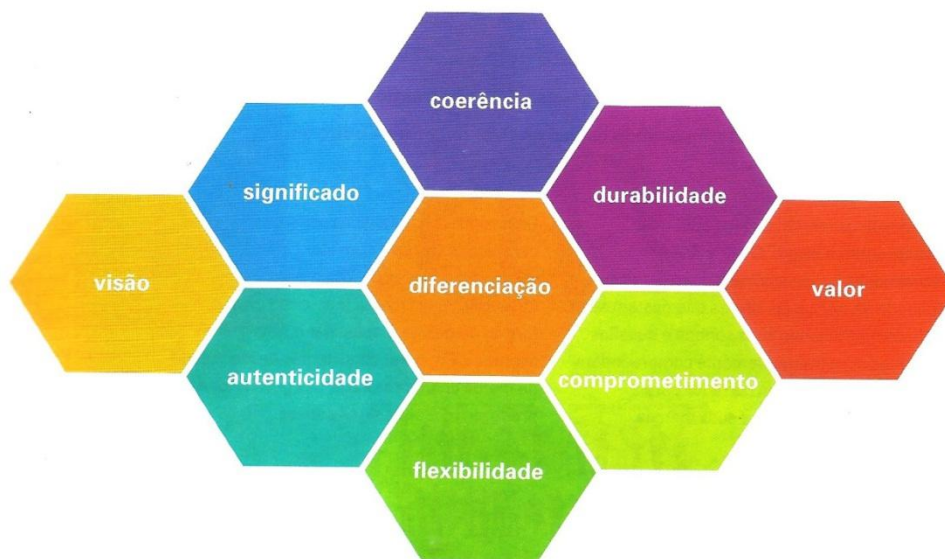 coerência
significado
durabilidade
visão
diferenciação
valor
autenticidade
comprometimento
flexibilidade